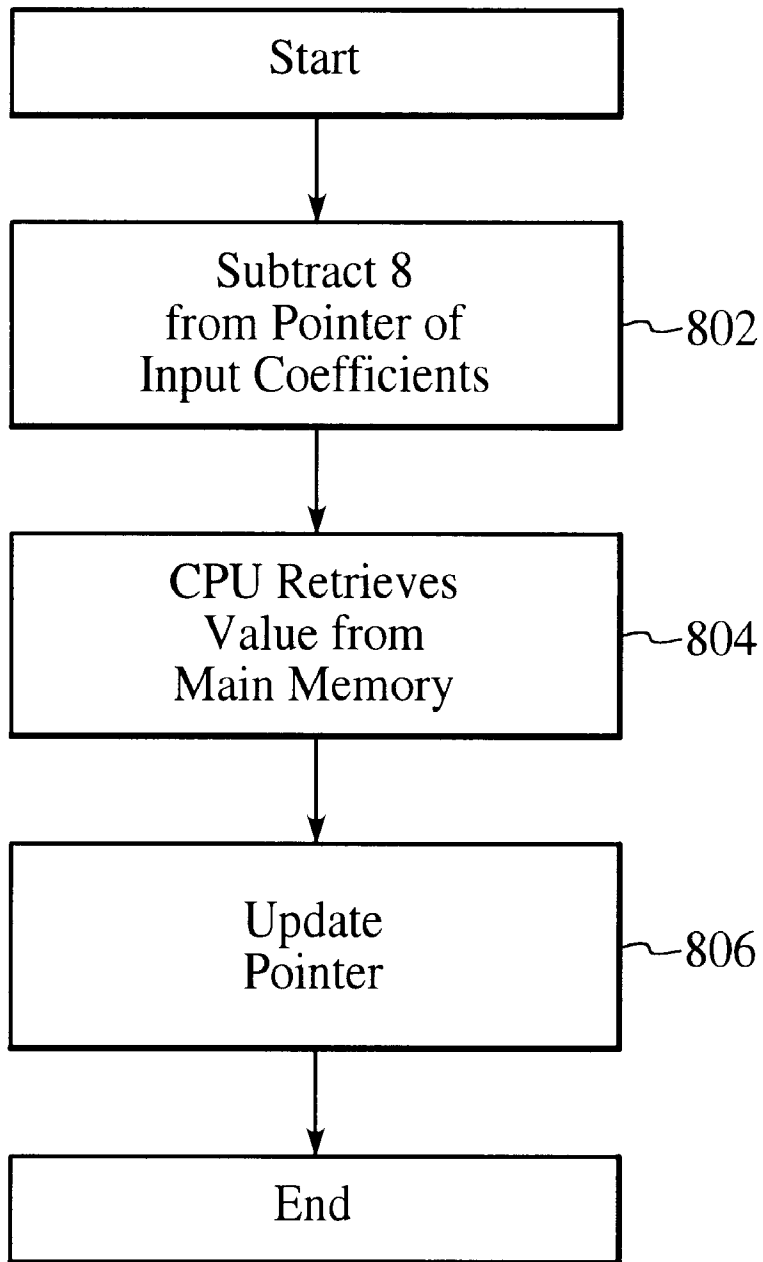 Start
Subtract 8
from Pointer of
Input Coefficients
802
CPU Retrieves
Value from
Main Memory
804
Update
Pointer
806
End